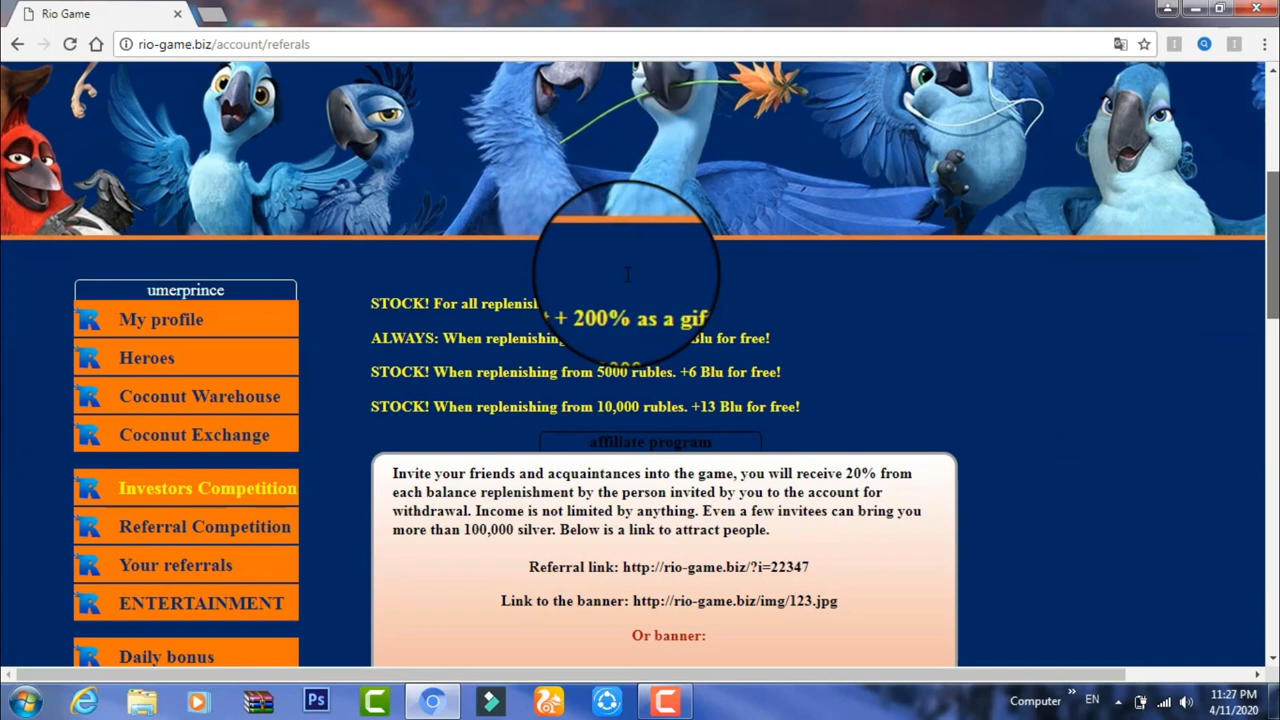 Rio Game
rio-game.biz/account/referals
umerprince
My profile
Heroes
Coconut Warehouse
Coconut Exchange
Investors Competition
Referral Competition
Your referrals
ENTERTAINMENT
Daily bonus
STOCK! For all
+ 200% as a
ALWAYS: When replenishing for free!
STOCK! When replenishing from 5000 rubles. +6 Blu for free!
STOCK! When replenishing from 10,000 rubles. +13 Blu for free!
affiliate program
Invite your friends and acquaintances into the game, you will receive 20% from
each balance replenishment by the person invited by you to the account for
withdrawal. Income is not limited by anything. Even a few invitees can bring you
more than 100,000 silver. Below is a link to attract people.
Referral link: http://rio-game.biz/?i=22347
Link to the banner: http://rio-game.biz/img/123.jpg
Or banner:
Computer
EN
11:27 PM
4/11/2020